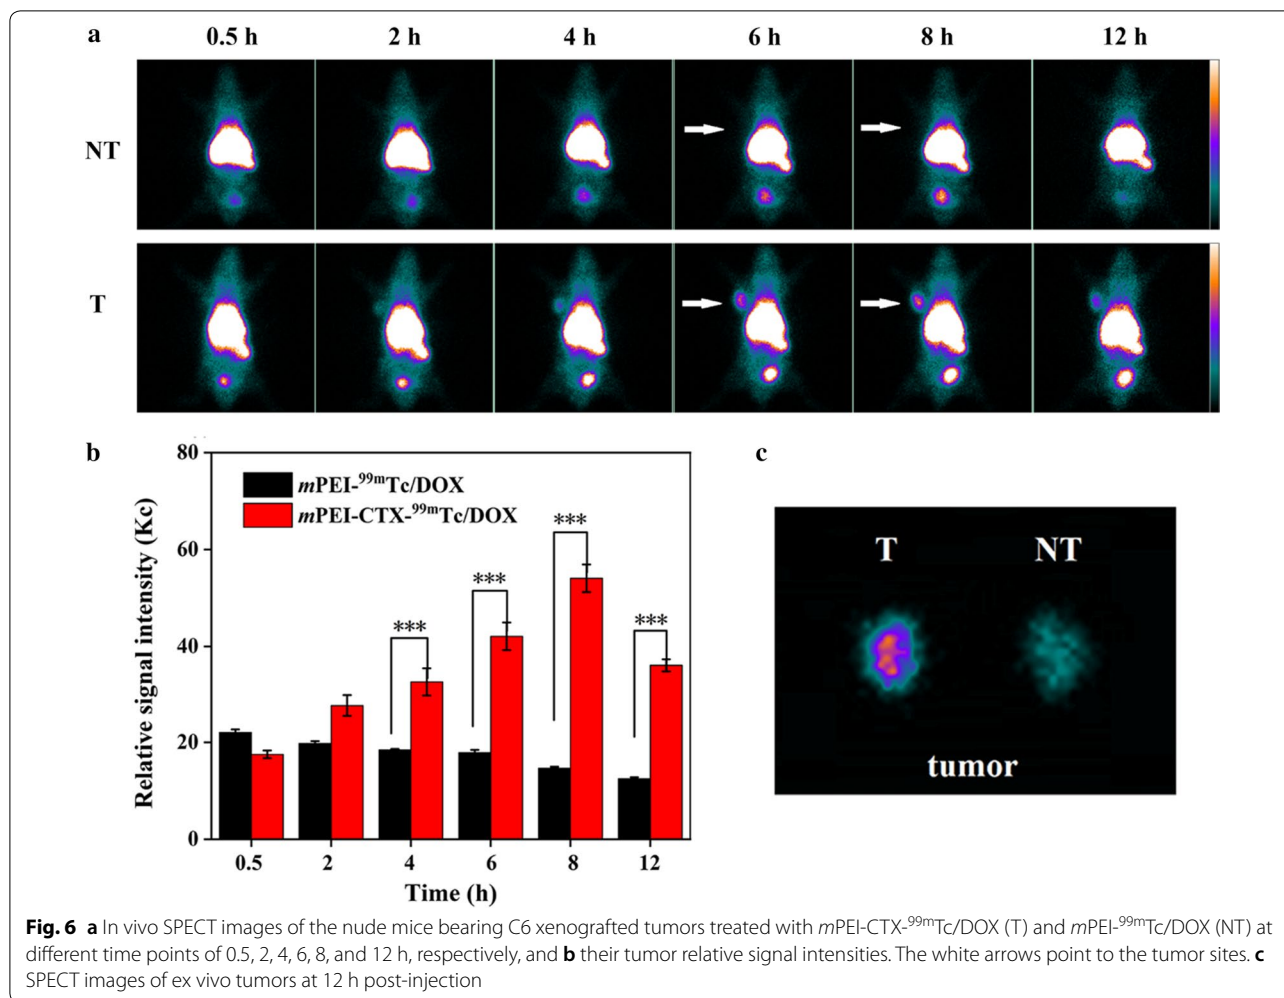 a
0.5 h 2 h 4 h 6 h 8 h 12 h
NT
T
b
80
60
40
20
0
Relative signal intensity (Kc)
mPEI-⁹⁹ᵐTc/DOX
mPEI-CTX-⁹⁹ᵐTc/DOX
*** *** *** ***
0.5 2 4 6 8 12
Time (h)
c
T NT
tumor
Fig. 6 a In vivo SPECT images of the nude mice bearing C6 xenografted tumors treated with mPEI-CTX-⁹⁹ᵐTc/DOX (T) and mPEI-⁹⁹ᵐTc/DOX (NT) at
different time points of 0.5, 2, 4, 6, 8, and 12 h, respectively, and b their tumor relative signal intensities. The white arrows point to the tumor sites. c
SPECT images of ex vivo tumors at 12 h post-injection